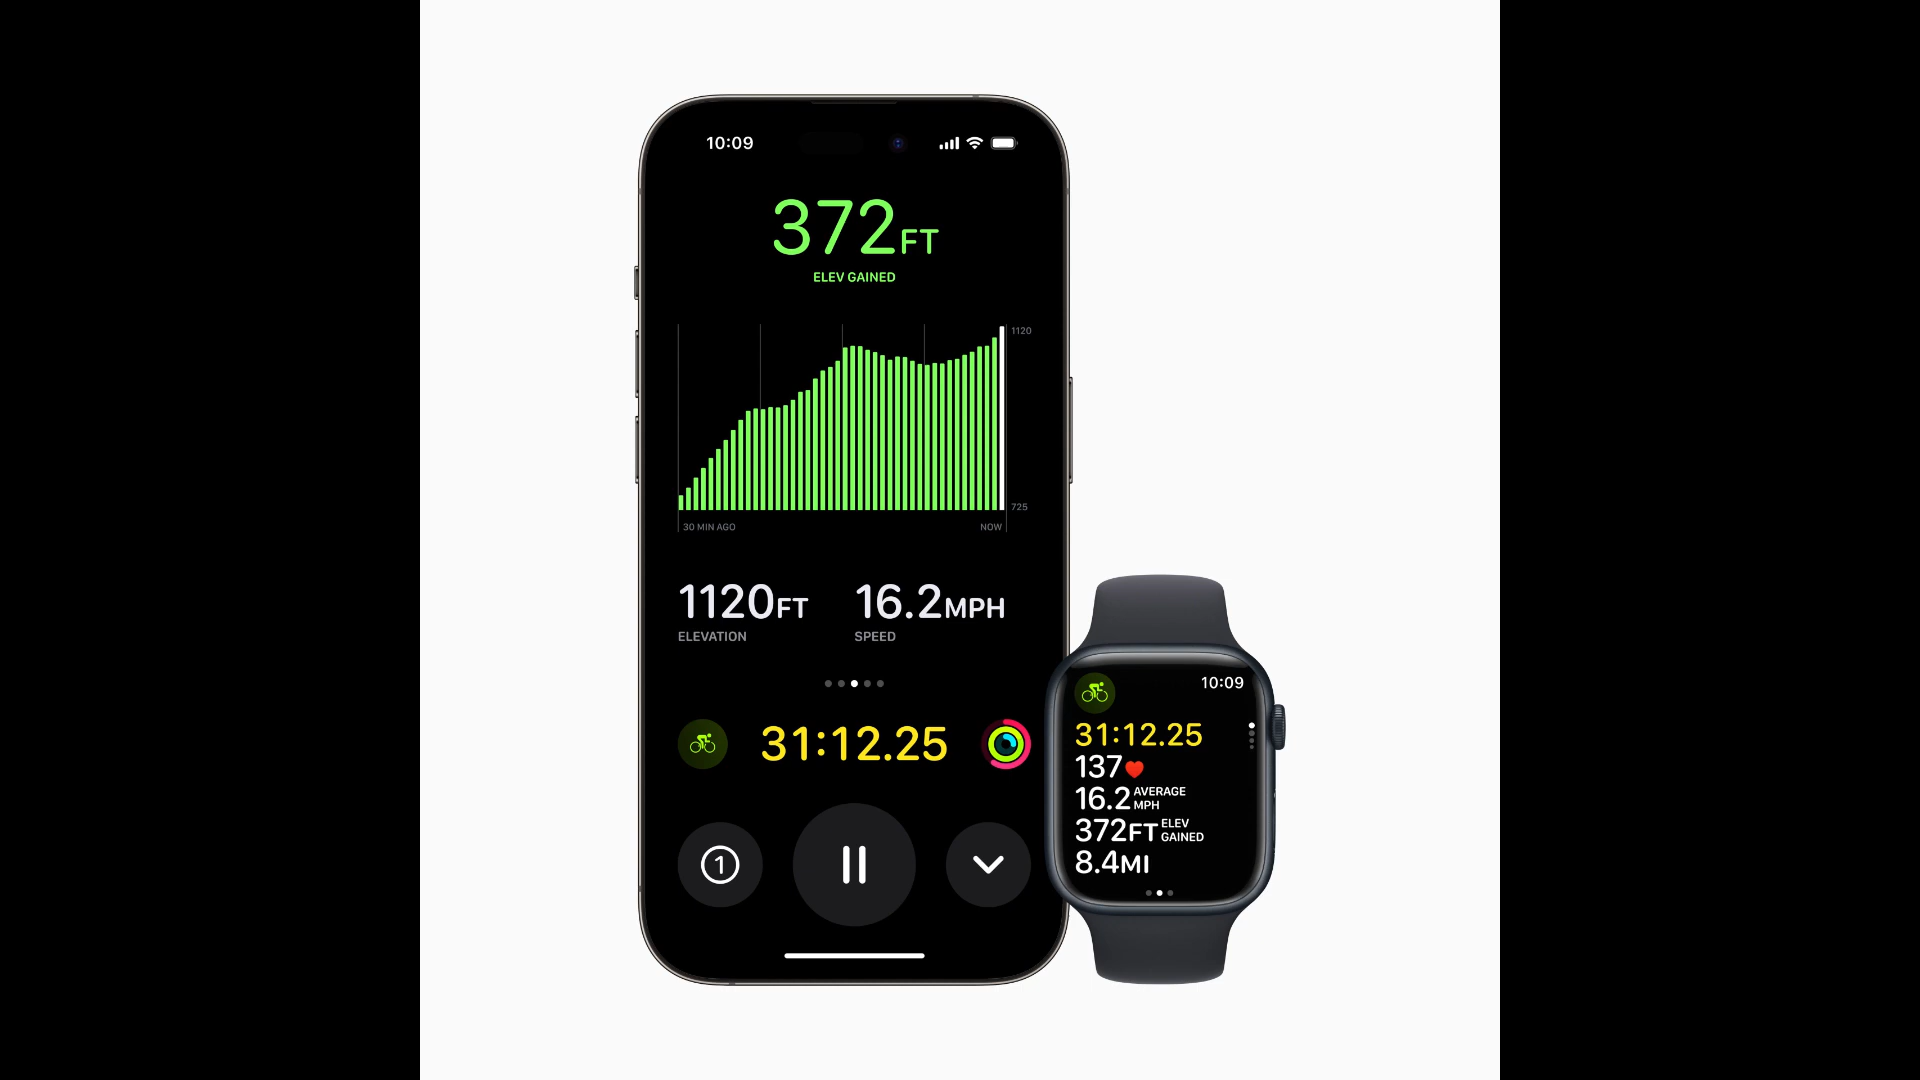 10:09
372FT
ELEV GAINED
1120
725
30 MIN AGO NOW
1120FT 16.2MPH
ELEVATION SPEED
31:12.25
1
10:09
31:12.25
137
16.2 AVERAGE MPH
372FT ELEV GAINED
8.4MI